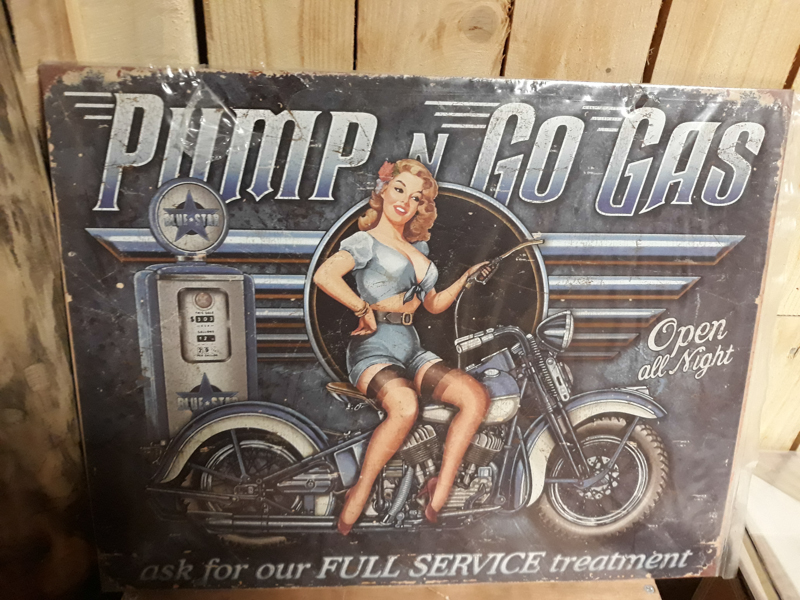 PUMP N GO GAS
BLUE★STAR
BLUE★STAR
Open
all Night
ask for our FULL SERVICE treatment